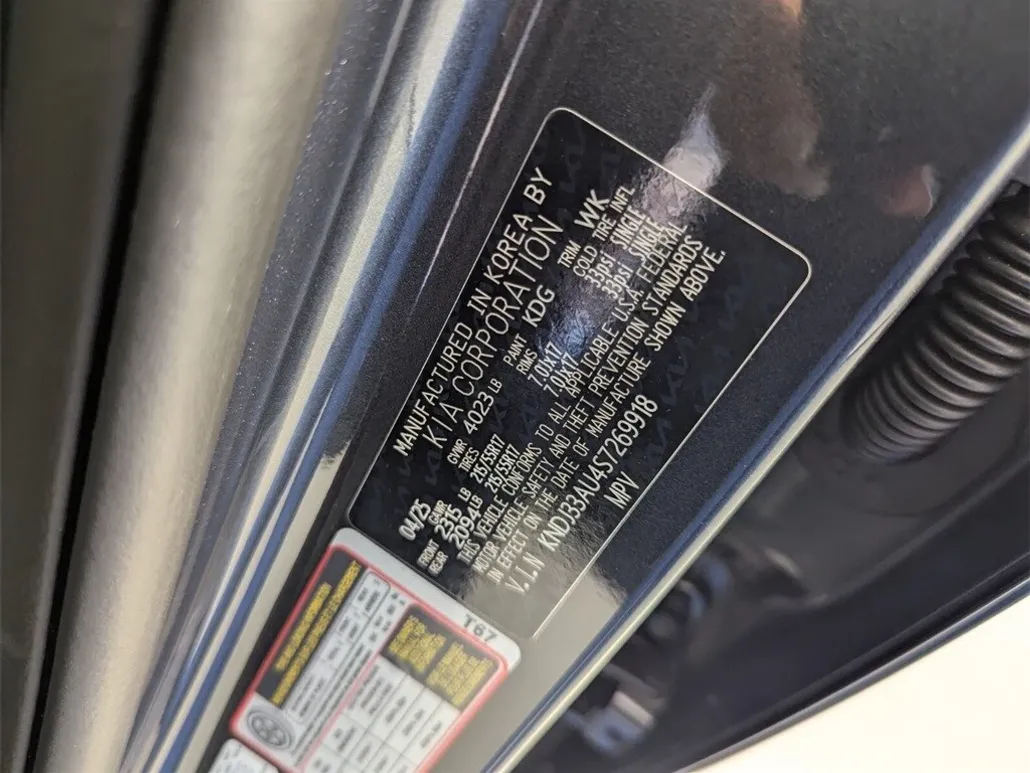 MANUFACTURED IN KOREA BY
KIA CORPORATION
04/25 GVWR 4023 LB PAINT KDG TRIM WK
GAWR TIRES RIMS COLD TIRE INFL
FRONT 2315 LB 215/55R17 7.0JX17 33psi SINGLE
REAR 2094 LB 215/55R17 7.0JX17 33psi SINGLE
THIS VEHICLE CONFORMS TO ALL APPLICABLE U.S.A. FEDERAL
MOTOR VEHICLE SAFETY AND THEFT PREVENTION STANDARDS
IN EFFECT ON THE DATE OF MANUFACTURE SHOWN ABOVE.
V.I.N KNDJ33AU4S7269918
MPV
T67